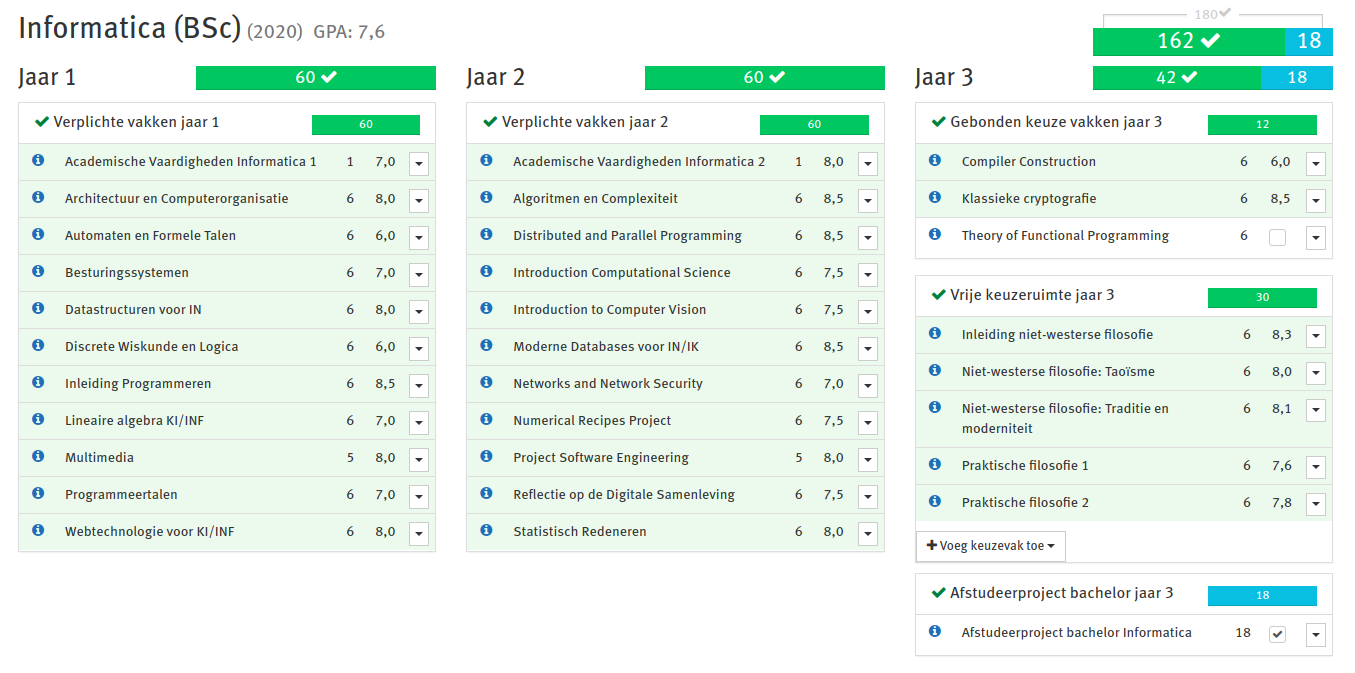 Informatica (BSc) (2020) GPA: 7,6
180
162 18
Jaar 1 60
Verplichte vakken jaar 1 60
Academische Vaardigheden Informatica 1 1 7,0
Architectuur en Computerorganisatie 6 8,0
Automaten en Formele Talen 6 6,0
Besturingssystemen 6 7,0
Datastructuren voor IN 6 8,0
Discrete Wiskunde en Logica 6 6,0
Inleiding Programmeren 6 8,5
Lineaire algebra KI/INF 6 7,0
Multimedia 5 8,0
Programmeertalen 6 7,0
Webtechnologie voor KI/INF 6 8,0
Jaar 2 60
Verplichte vakken jaar 2 60
Academische Vaardigheden Informatica 2 1 8,0
Algoritmen en Complexiteit 6 8,5
Distributed and Parallel Programming 6 8,5
Introduction Computational Science 6 7,5
Introduction to Computer Vision 6 7,5
Moderne Databases voor IN/IK 6 8,5
Networks and Network Security 6 7,0
Numerical Recipes Project 6 7,5
Project Software Engineering 5 8,0
Reflectie op de Digitale Samenleving 6 7,5
Statistisch Redeneren 6 8,0
Jaar 3 42 18
Gebonden keuze vakken jaar 3 12
Compiler Construction 6 6,0
Klassieke cryptografie 6 8,5
Theory of Functional Programming 6
Vrije keuzeruimte jaar 3 30
Inleiding niet-westerse filosofie 6 8,3
Niet-westerse filosofie: Taoïsme 6 8,0
Niet-westerse filosofie: Traditie en 6 8,1
moderniteit
Praktische filosofie 1 6 7,6
Praktische filosofie 2 6 7,8
Voeg keuzevak toe
Afstudeerproject bachelor jaar 3 18
Afstudeerproject bachelor Informatica 18